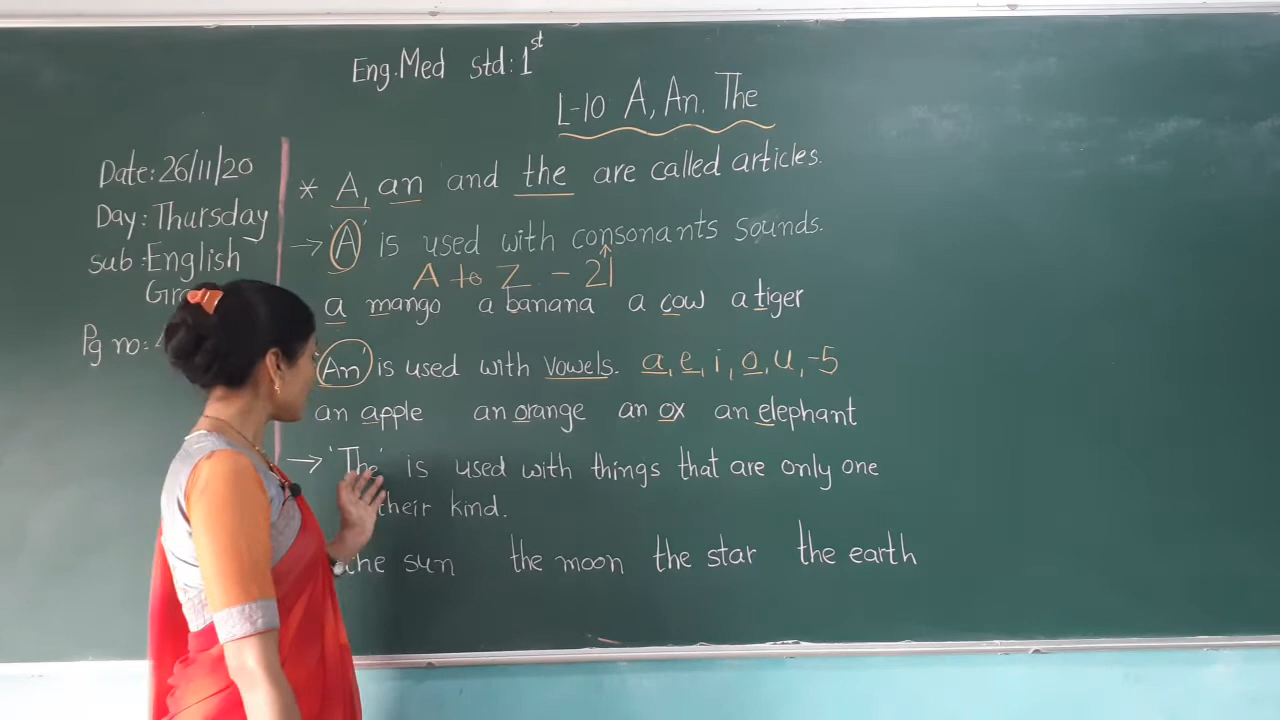 Eng.Med std: 1st
L-10 A, An. The
Date: 26/11/20
Day: Thursday
sub: English
Pg no:
* A, an and the are called articles.
→ 'A' is used with consonants sounds.
A to Z - 21
a mango a banana a cow a tiger
'An' is used with vowels. a, e, i, o, u, -5
an apple an orange an ox an elephant
→ 'The' is used with things that are only one
their kind.
the sun the moon the star the earth